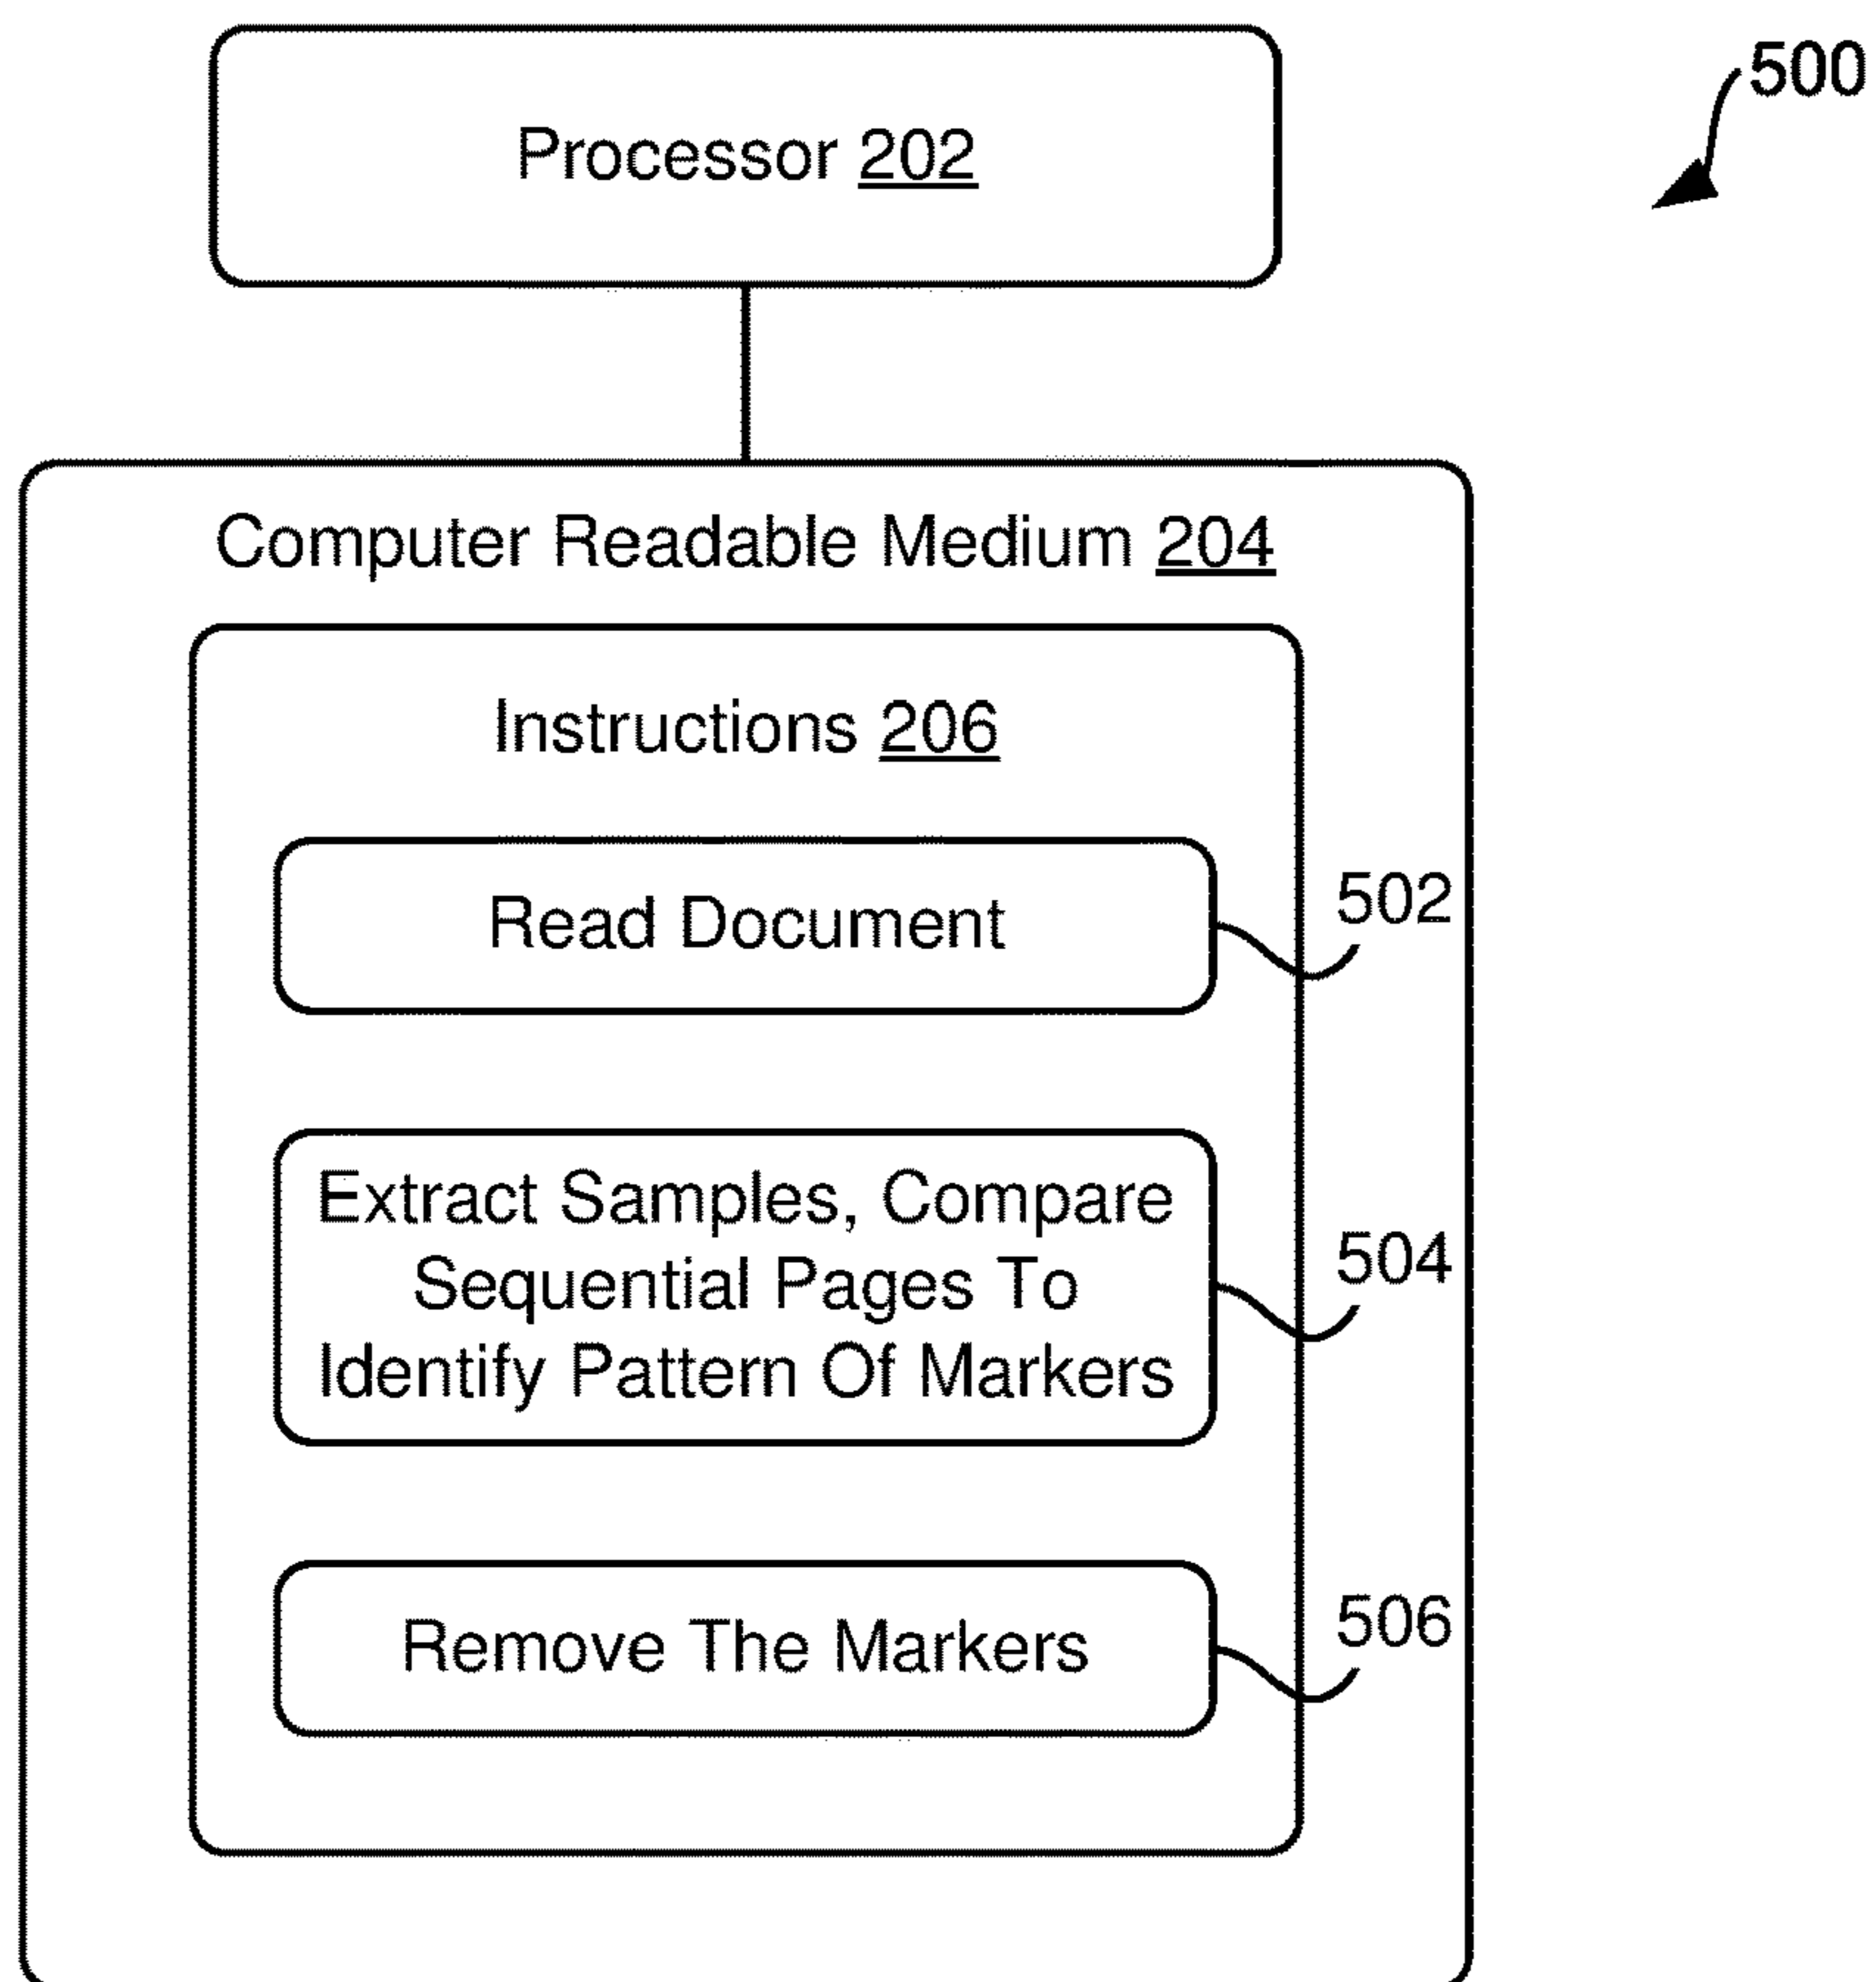 500
Processor 202
Computer Readable Medium 204
Instructions 206
Read Document
502
Extract Samples, Compare
Sequential Pages To
Identify Pattern Of Markers
504
Remove The Markers
506